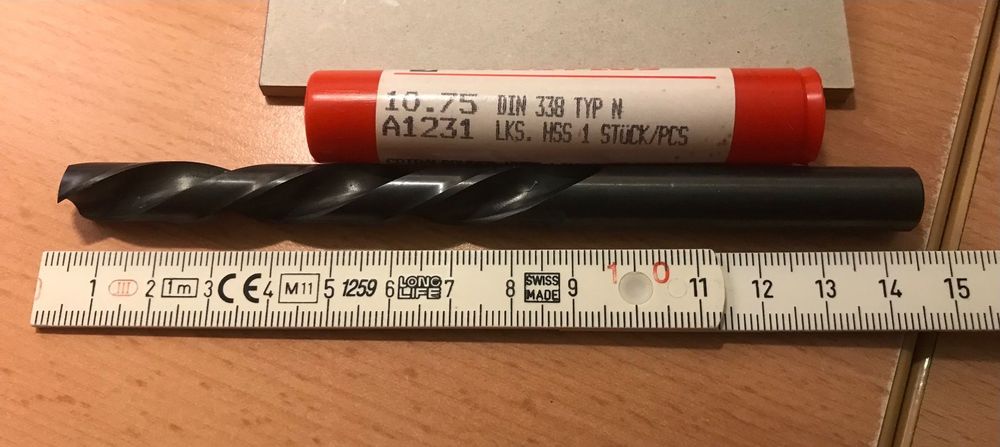 10.75 DIN 338 TYP N
A1231 LKS. HSS 1 STÜCK/PCS
1 III 2 1m 3 CE 4 M11 5 1259 6 LONG LIFE 7 8 SWISS MADE 9 10 11 12 13 14 15